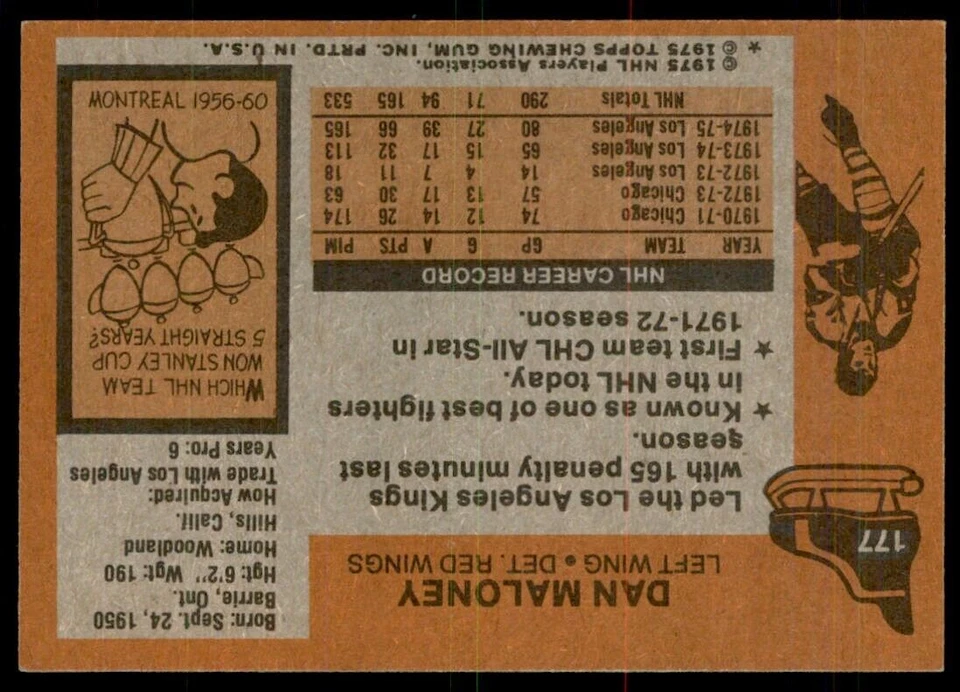 177
DAN MALONEY
LEFT WING • DET. RED WINGS
Born: Sept. 24, 1950
Barrie, Ont.
Hgt: 6'2" Wgt: 190
Home: Woodland
Hills, Calif.
How Acquired:
Trade with Los Angeles
Years Pro: 6
Led the Los Angeles Kings
with 165 penalty minutes last
season.
★ Known as one of best fighters
in the NHL today.
★ First team CHL All-Star in
1971-72 season.
NHL CAREER RECORD
YEAR TEAM GP G A PTS PIM
1970-71 Chicago 74 12 14 26 174
1972-73 Chicago 57 13 17 30 63
1972-73 Los Angeles 14 4 7 11 18
1973-74 Los Angeles 65 15 17 32 113
1974-75 Los Angeles 80 27 39 66 165
NHL Totals 290 71 94 165 533
WHICH NHL TEAM
WON STANLEY CUP
5 STRAIGHT YEARS?
MONTREAL 1956-60
© 1975 NHL Players Association.
★ © 1975 TOPPS CHEWING GUM, INC. PRTD. IN U.S.A.